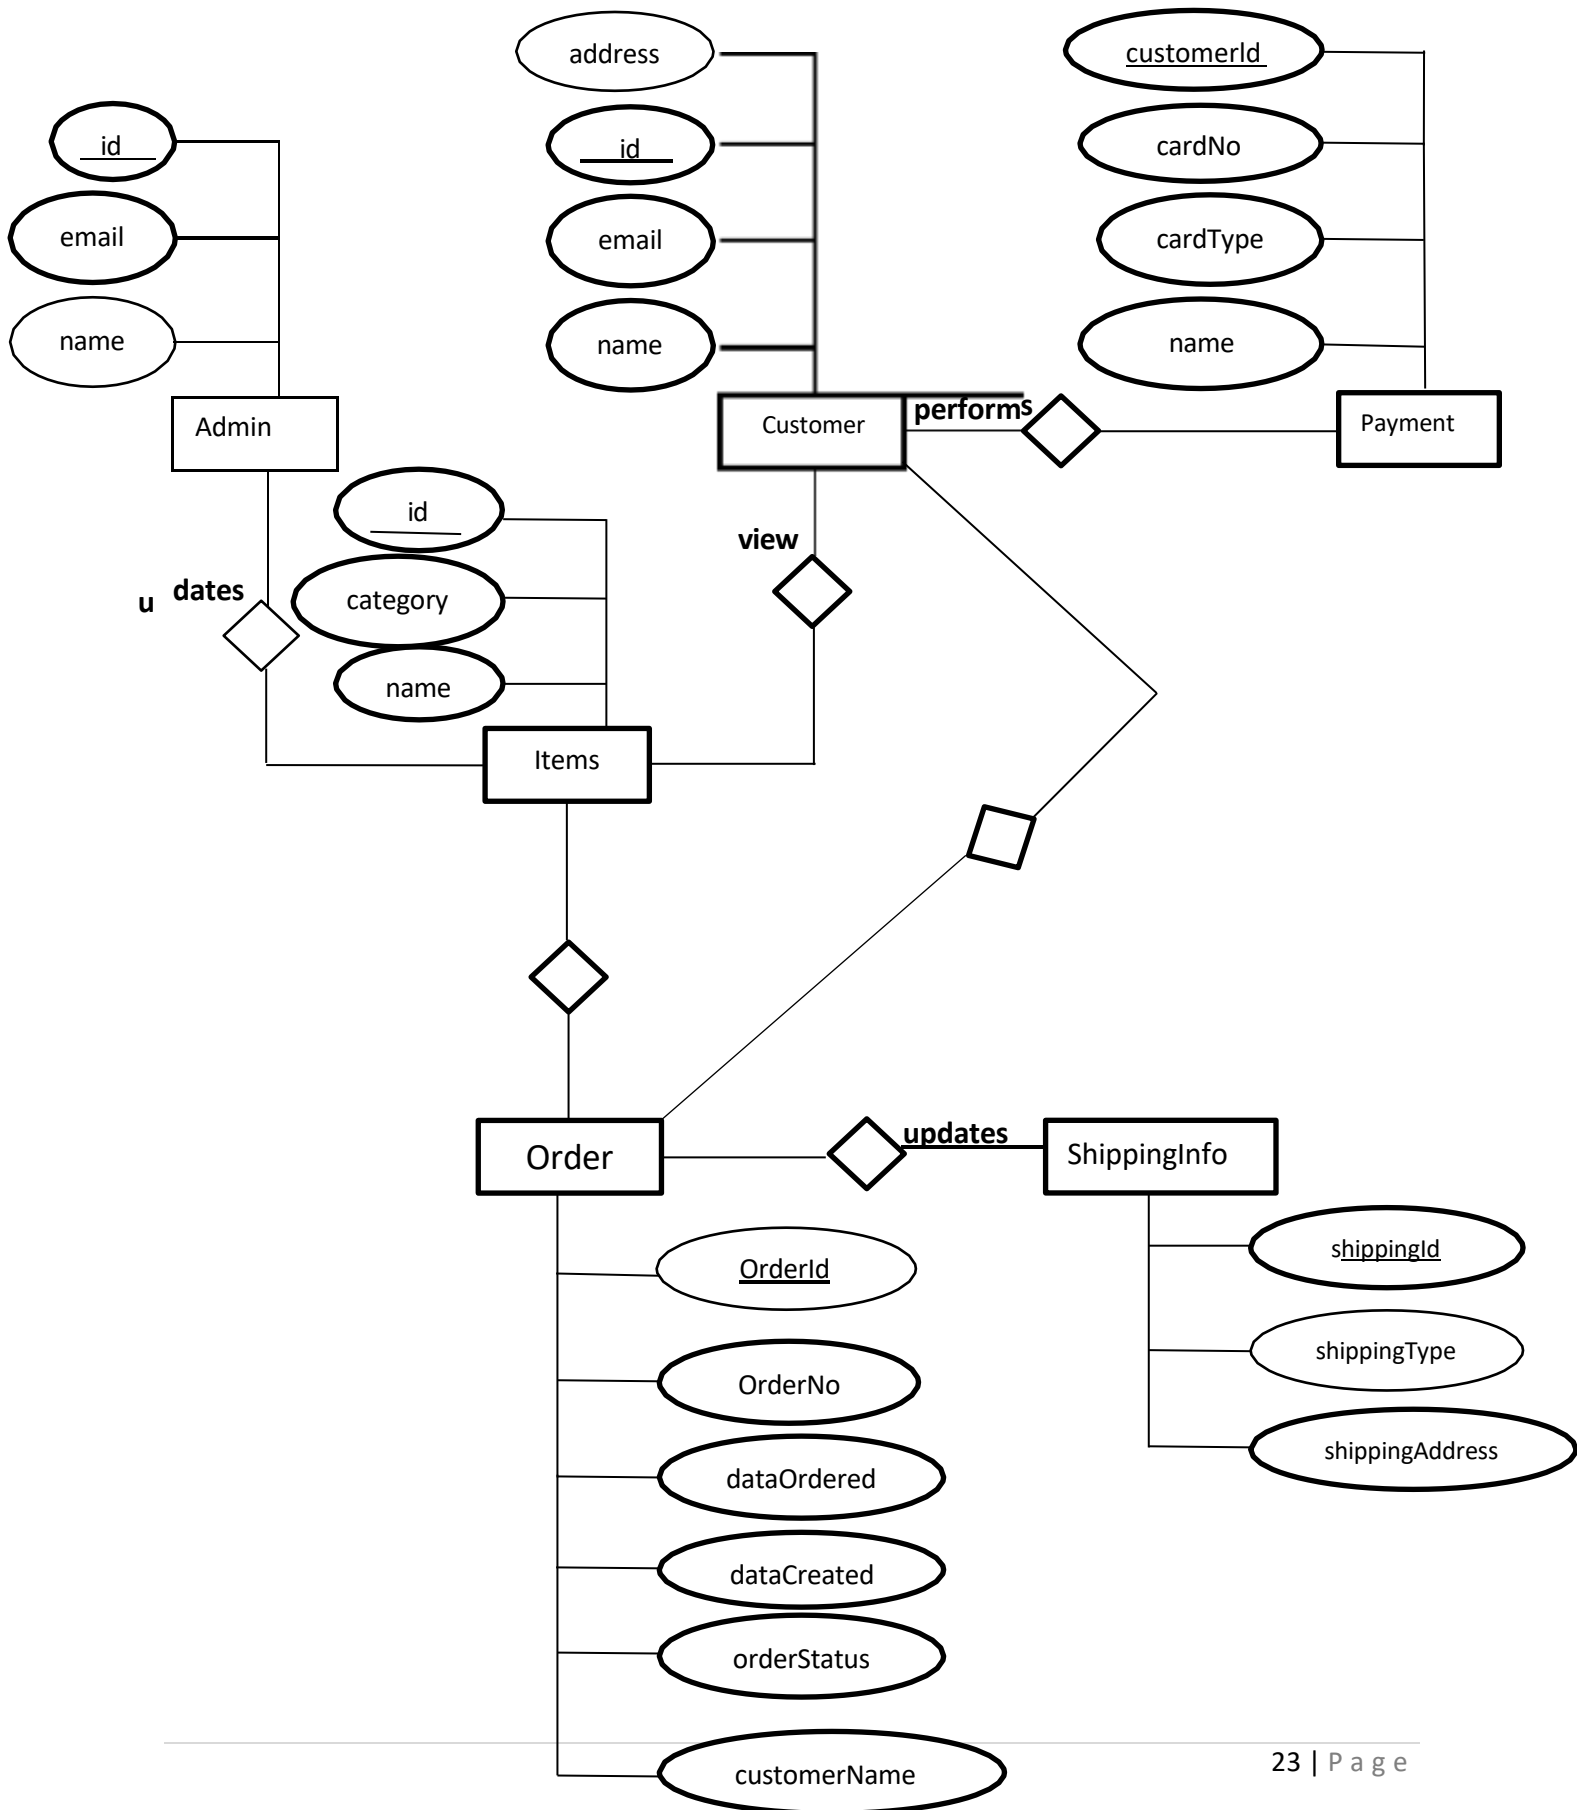 address
customerId
id
id
cardNo
email
email
cardType
name
name
name
Admin
Customer
performs
Payment
id
view
u dates
category
name
Items
Order
updates
ShippingInfo
OrderId
shippingId
OrderNo
shippingType
dataOrdered
shippingAddress
dataCreated
orderStatus
customerName
23 | Page